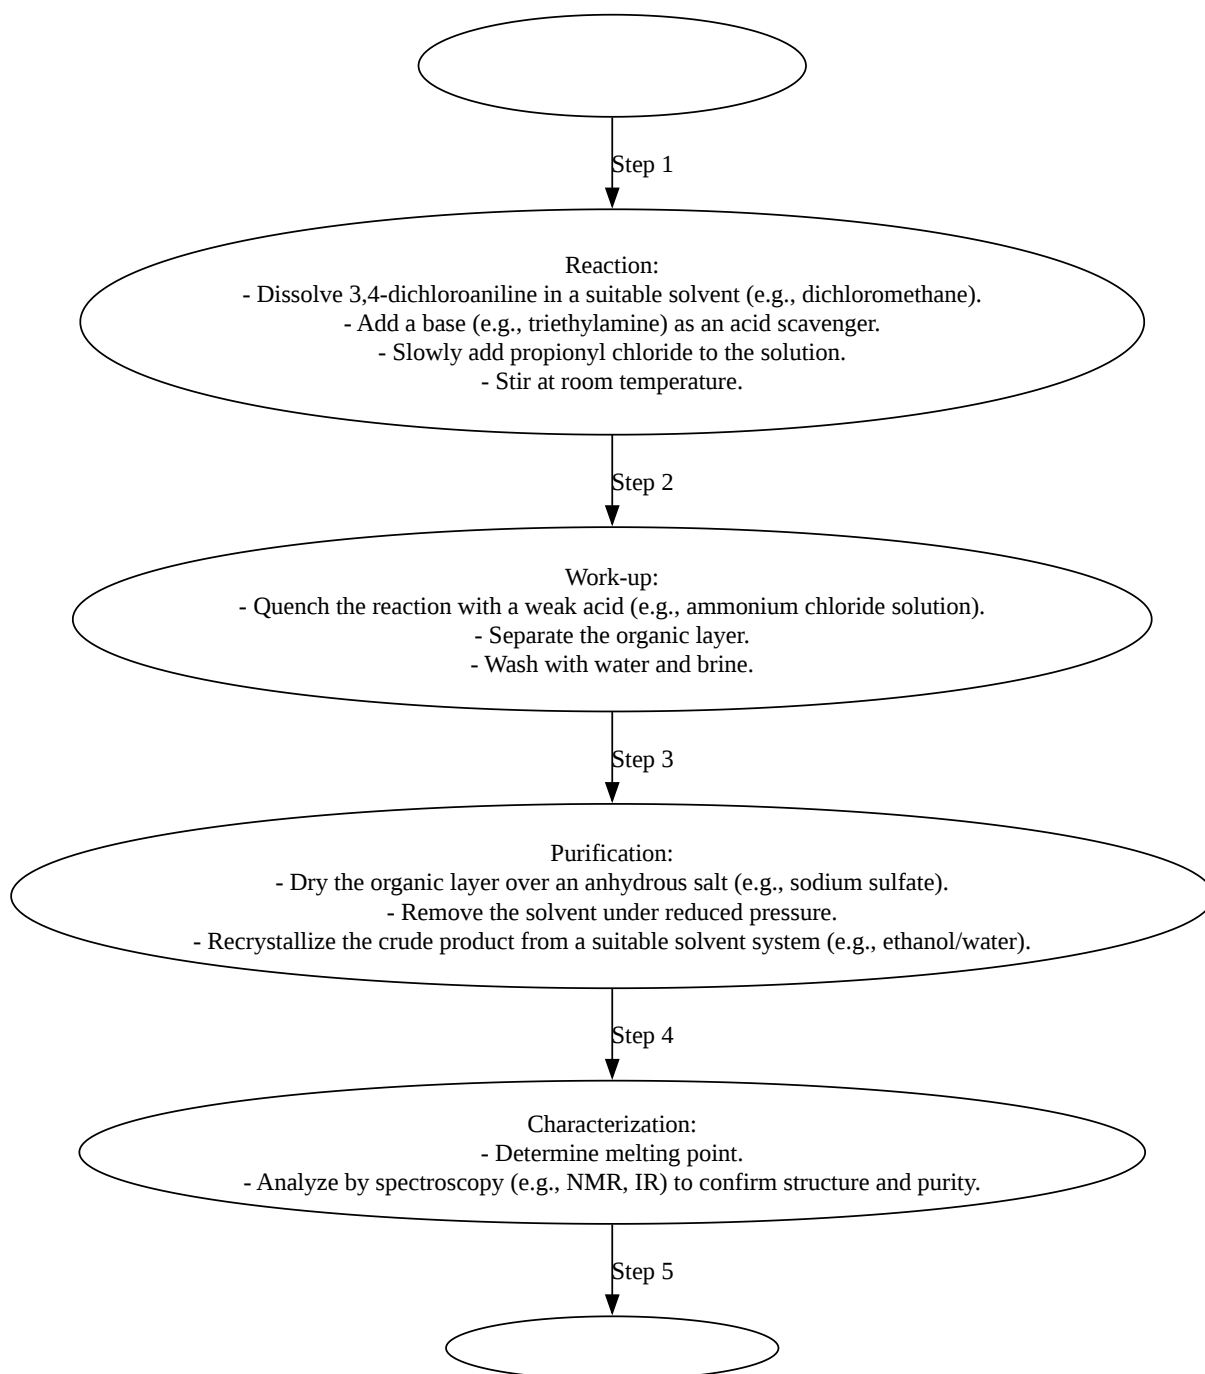 Step 1
Reaction:
- Dissolve 3,4-dichloroaniline in a suitable solvent (e.g., dichloromethane).
- Add a base (e.g., triethylamine) as an acid scavenger.
- Slowly add propionyl chloride to the solution.
- Stir at room temperature.
Step 2
Work-up:
- Quench the reaction with a weak acid (e.g., ammonium chloride solution).
- Separate the organic layer.
- Wash with water and brine.
Step 3
Purification:
- Dry the organic layer over an anhydrous salt (e.g., sodium sulfate).
- Remove the solvent under reduced pressure.
- Recrystallize the crude product from a suitable solvent system (e.g., ethanol/water).
Step 4
Characterization:
- Determine melting point.
- Analyze by spectroscopy (e.g., NMR, IR) to confirm structure and purity.
Step 5